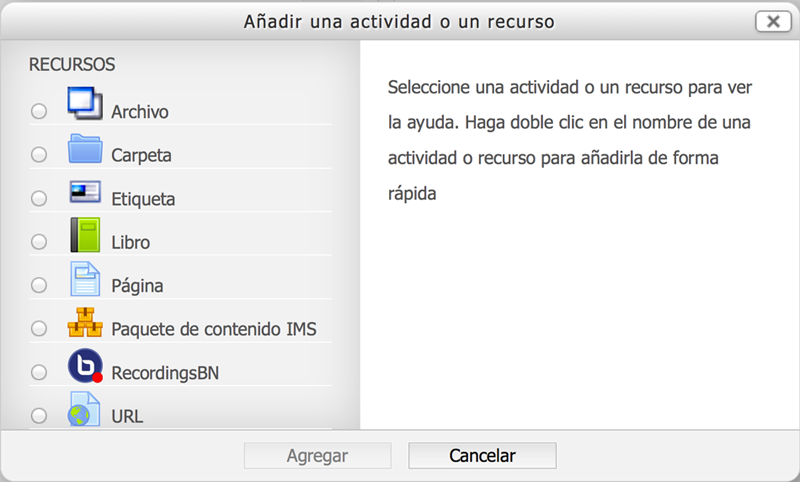 Añadir una actividad o un recurso
RECURSOS
Archivo
Carpeta
Etiqueta
Libro
Página
Paquete de contenido IMS
RecordingsBN
URL
Seleccione una actividad o un recurso para ver
la ayuda. Haga doble clic en el nombre de una
actividad o recurso para añadirla de forma
rápida
Agregar
Cancelar